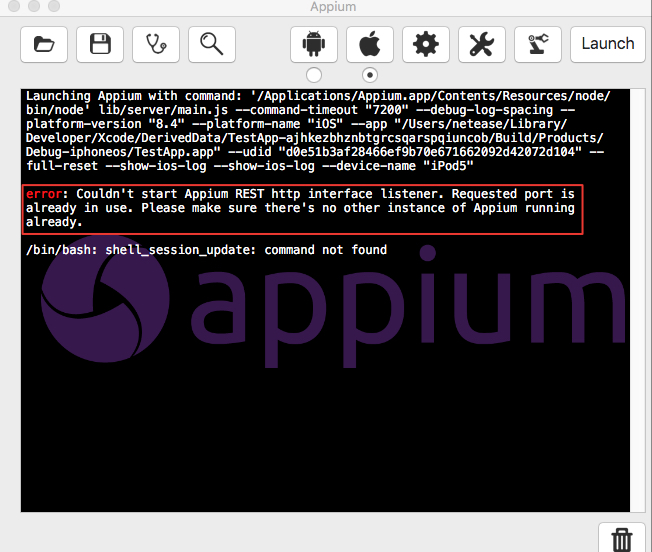 Appium
Launch
Launching Appium with command: '/Applications/Appium.app/Contents/Resources/node/
bin/node' lib/server/main.js --command-timeout "7200" --debug-log-spacing --
platform-version "8.4" --platform-name "iOS" --app "/Users/netease/Library/
Developer/Xcode/DerivedData/TestApp-ajhkezbhznbtgrcsqarspqiuncob/Build/Products/
Debug-iphoneos/TestApp.app" --udid "d0e51b3af28466ef9b70e671662092d42072d104" --
full-reset --show-ios-log --show-ios-log --device-name "iPod5"
error: Couldn't start Appium REST http interface listener. Requested port is
already in use. Please make sure there's no other instance of Appium running
already.
/bin/bash: shell_session_update: command not found
appium